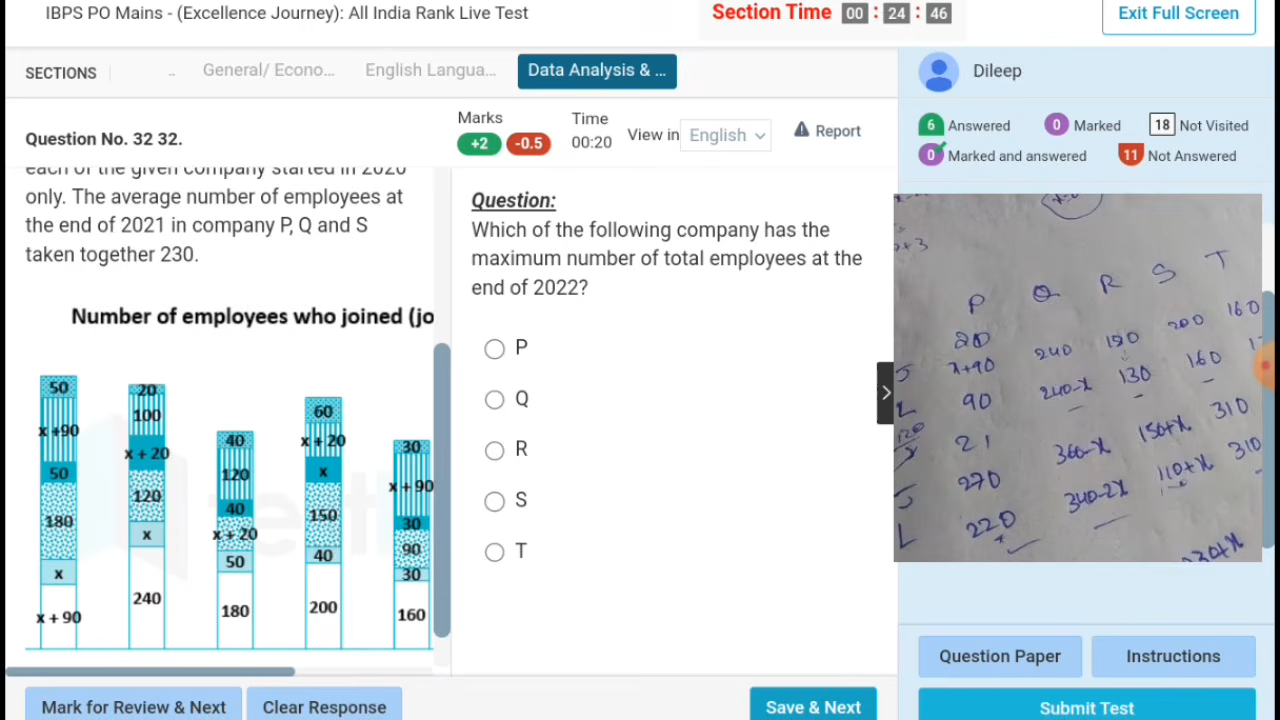 IBPS PO Mains - (Excellence Journey): All India Rank Live Test
Section Time 00 : 24 : 46
Exit Full Screen
SECTIONS
.. General/ Econo... English Langua... Data Analysis & ...
Dileep
6 Answered 0 Marked 18 Not Visited
0 Marked and answered 11 Not Answered
Question No. 32 32.
Marks
+2 -0.5
Time
00:20
View in English
Report
each of the given company started in 2020
only. The average number of employees at
the end of 2021 in company P, Q and S
taken together 230.
Number of employees who joined (jo
50
x +90
50
180
x
x + 90
20
100
x + 20
120
x
240
40
120
40
x + 20
50
180
60
x + 20
x
150
40
200
30
x + 90
30
90
30
160
Question:
Which of the following company has the
maximum number of total employees at the
end of 2022?
P
Q
R
S
T
P Q R S T
20
J x+90 240 180 200 160
L 90 240-x 130 160
120
J 21 360-x 150+x 310
J 270
L 220 340-2x 110+x 310
Mark for Review & Next
Clear Response
Save & Next
Question Paper
Instructions
Submit Test